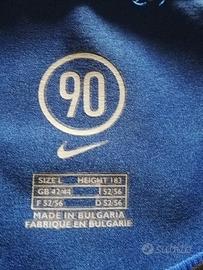 90
SIZE L HEIGHT 183
GB 42/44 I 52/56
F 52/56 D 52/56
MADE IN BULGARIA
FABRIQUE EN BULGARIE
subito